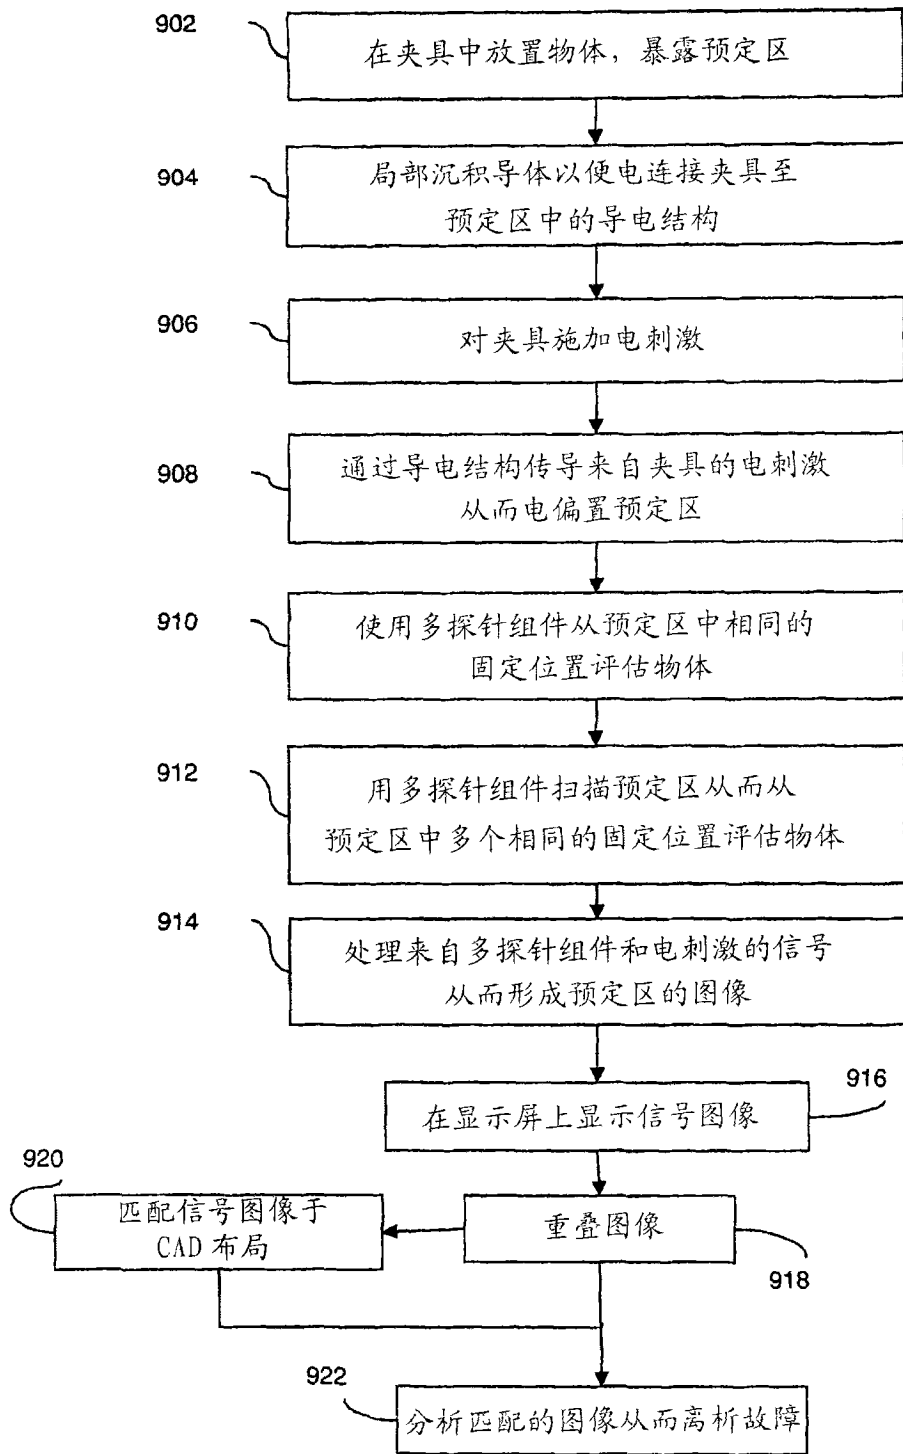 902
在夹具中放置物体，暴露预定区
904
局部沉积导体以便电连接夹具至
预定区中的导电结构
906
对夹具施加电刺激
908
通过导电结构传导来自夹具的电刺激
从而电偏置预定区
910
使用多探针组件从预定区中相同的
固定位置评估物体
912
用多探针组件扫描预定区从而从
预定区中多个相同的固定位置评估物体
914
处理来自多探针组件和电刺激的信号
从而形成预定区的图像
916
在显示屏上显示信号图像
920
匹配信号图像于
CAD 布局
重叠图像
918
922
分析匹配的图像从而离析故障